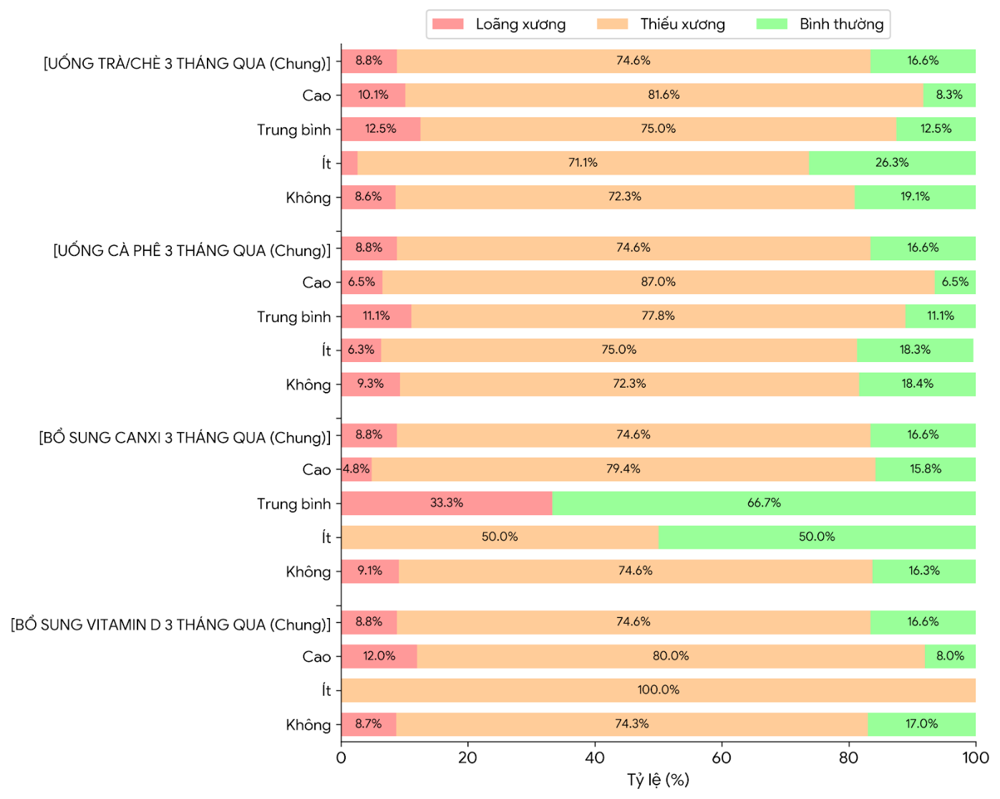 Loãng xương Thiếu xương Bình thường
[UỐNG TRÀ/CHÈ 3 THÁNG QUA (Chung)] 8.8% 74.6% 16.6%
Cao 10.1% 81.6% 8.3%
Trung bình 12.5% 75.0% 12.5%
Ít 71.1% 26.3%
Không 8.6% 72.3% 19.1%
[UỐNG CÀ PHÊ 3 THÁNG QUA (Chung)] 8.8% 74.6% 16.6%
Cao 6.5% 87.0% 6.5%
Trung bình 11.1% 77.8% 11.1%
Ít 6.3% 75.0% 18.3%
Không 9.3% 72.3% 18.4%
[BỔ SUNG CANXI 3 THÁNG QUA (Chung)] 8.8% 74.6% 16.6%
Cao 4.8% 79.4% 15.8%
Trung bình 33.3% 66.7%
Ít 50.0% 50.0%
Không 9.1% 74.6% 16.3%
[BỔ SUNG VITAMIN D 3 THÁNG QUA (Chung)] 8.8% 74.6% 16.6%
Cao 12.0% 80.0% 8.0%
Ít 100.0%
Không 8.7% 74.3% 17.0%
0 20 40 60 80 100
Tỷ lệ (%)